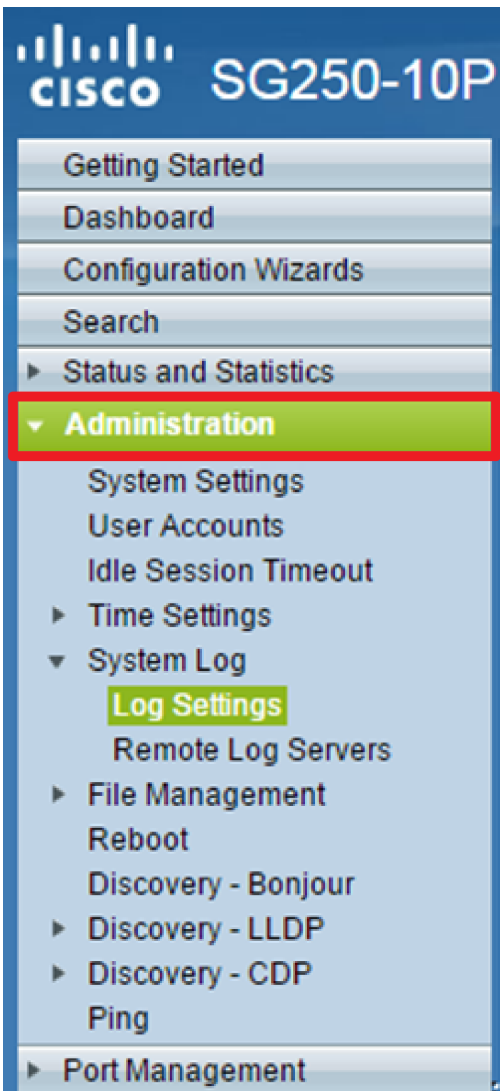 CISCO SG250-10P
Getting Started
Dashboard
Configuration Wizards
Search
Status and Statistics
Administration
System Settings
User Accounts
Idle Session Timeout
Time Settings
System Log
Log Settings
Remote Log Servers
File Management
Reboot
Discovery - Bonjour
Discovery - LLDP
Discovery - CDP
Ping
Port Management